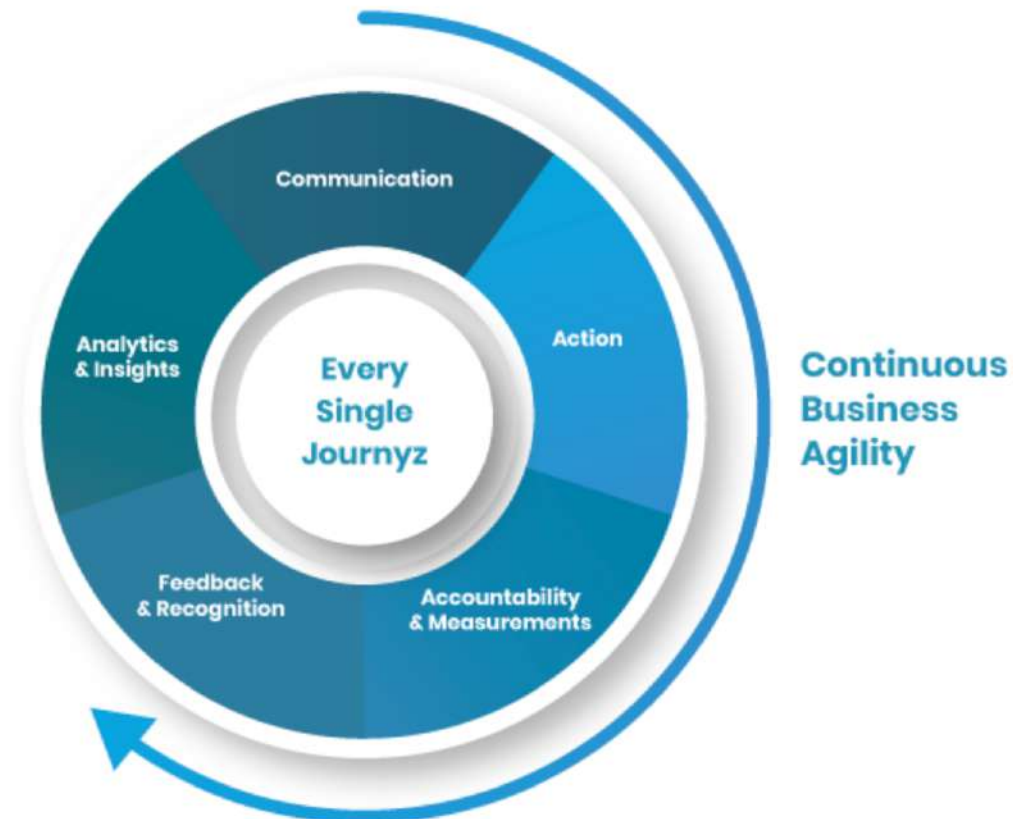 Communication
Action
Accountability
& Measurements
Feedback
& Recognition
Analytics
& Insights
Every
Single
Journyz
Continuous
Business
Agility